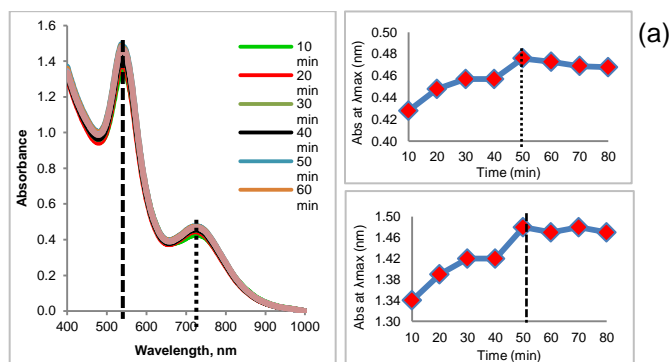 1.6
1.4
1.2
1.0
0.8
0.6
0.4
0.2
0.0
Absorbance
400 500 600 700 800 900 1000
Wavelength, nm
10
min
20
min
30
min
40
min
50
min
60
min
0.50
0.48
0.46
0.44
0.42
0.40
Abs at λmax (nm)
10 20 30 40 50 60 70 80
Time (min)
(a)
1.50
1.46
1.42
1.38
1.34
1.30
Abs at λmax (nm)
10 20 30 40 50 60 70 80
Time (min)